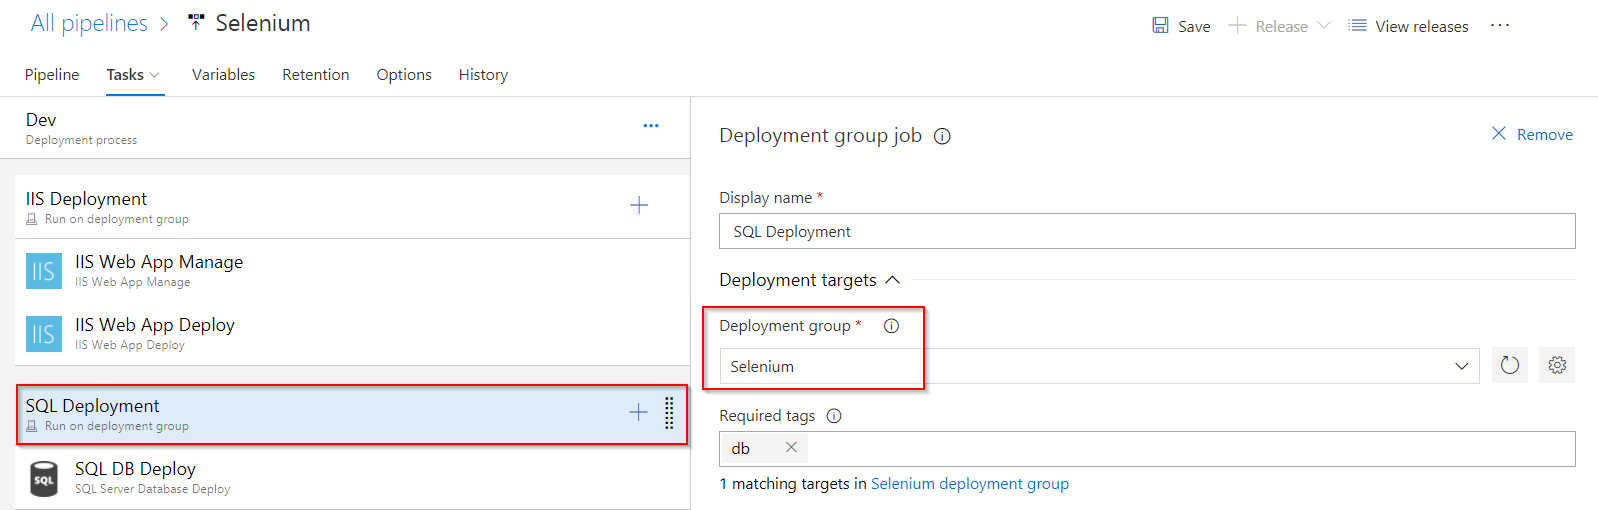 All pipelines > Selenium
Save Release View releases ...
Pipeline Tasks Variables Retention Options History
Dev
Deployment process
...
IIS Deployment
Run on deployment group
IIS
IIS Web App Manage
IIS Web App Manage
IIS
IIS Web App Deploy
IIS Web App Deploy
SQL Deployment
Run on deployment group
SQL
SQL DB Deploy
SQL Server Database Deploy
Deployment group job
Remove
Display name *
SQL Deployment
Deployment targets
Deployment group *
Selenium
Required tags
db
1 matching targets in Selenium deployment group